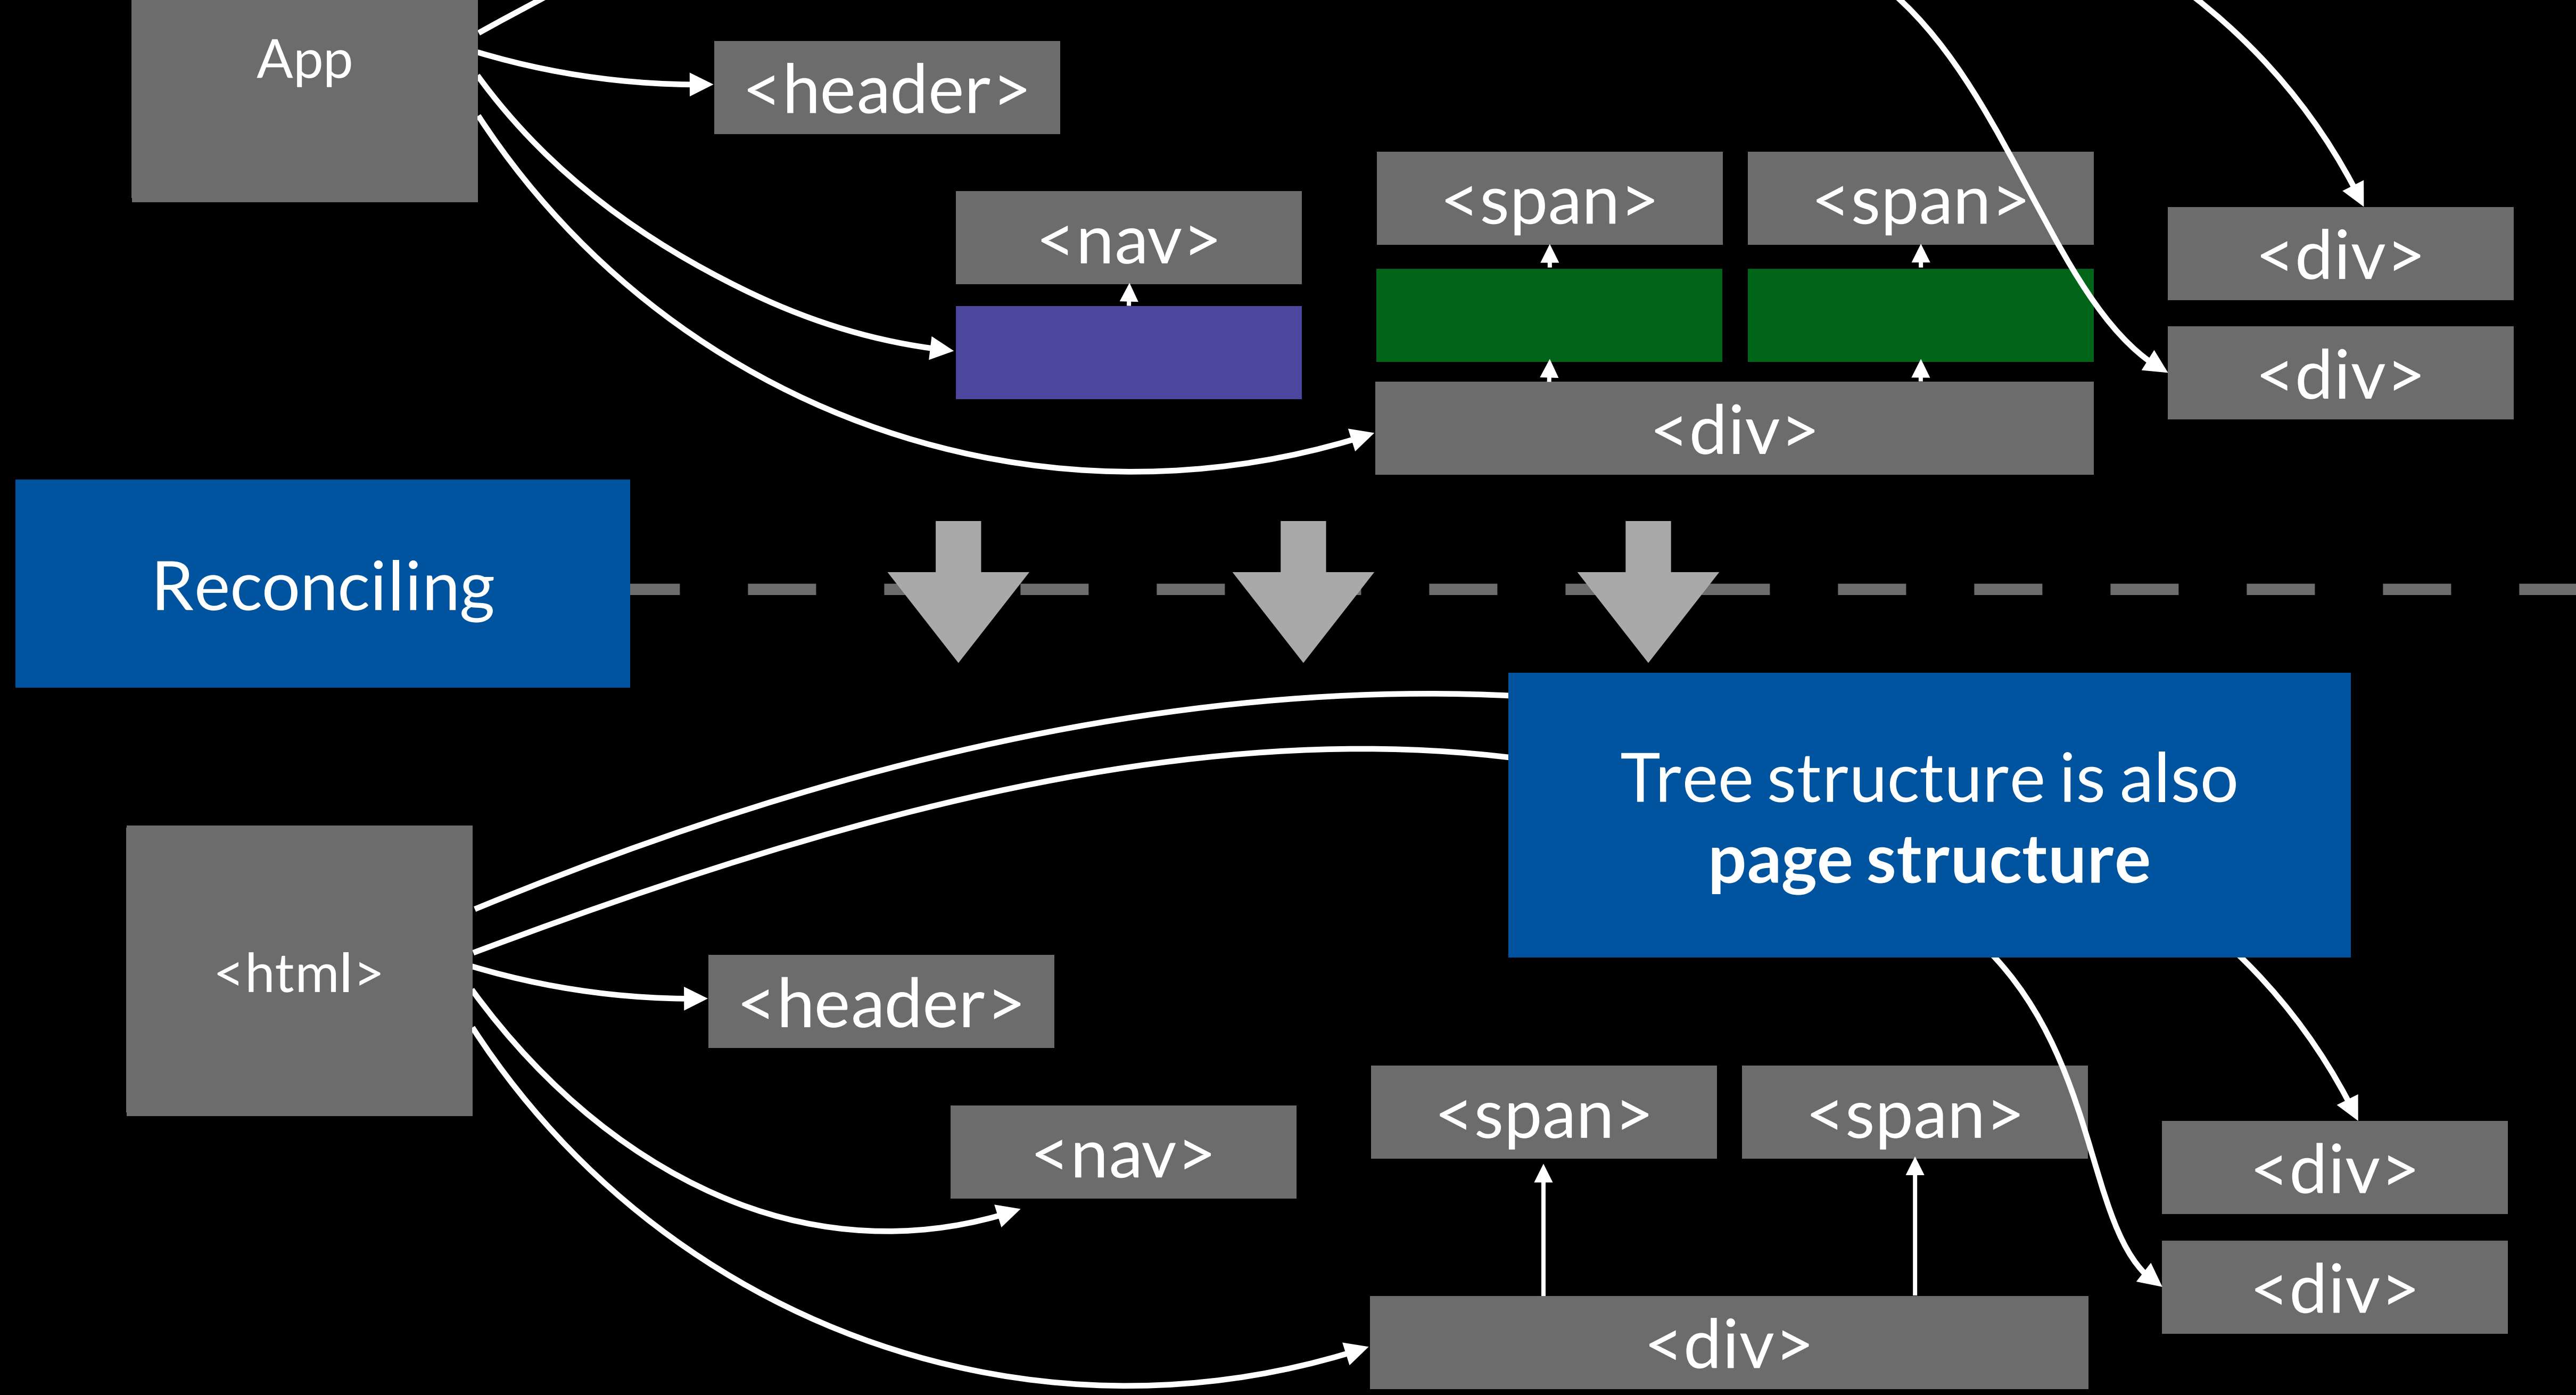 App
<header>
<span>
<span>
<nav>
<div>
<div>
<div>
Reconciling
Tree structure is also
page structure
<html>
<header>
<span>
<span>
<nav>
<div>
<div>
<div>